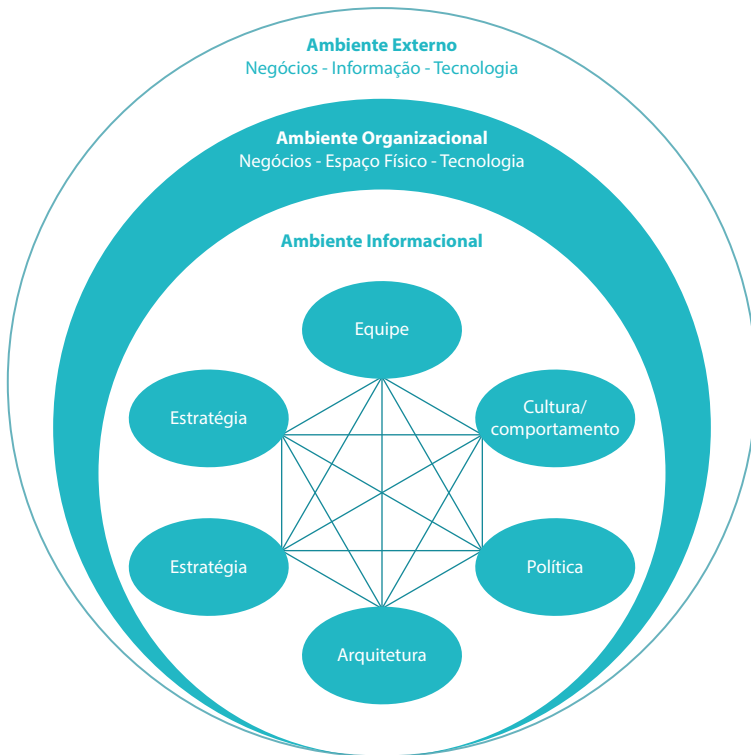 Ambiente Externo
Negócios - Informação - Tecnologia
Ambiente Organizacional
Negócios - Espaço Físico - Tecnologia
Ambiente Informacional
Equipe
Estratégia
Cultura/
comportamento
Estratégia
Política
Arquitetura